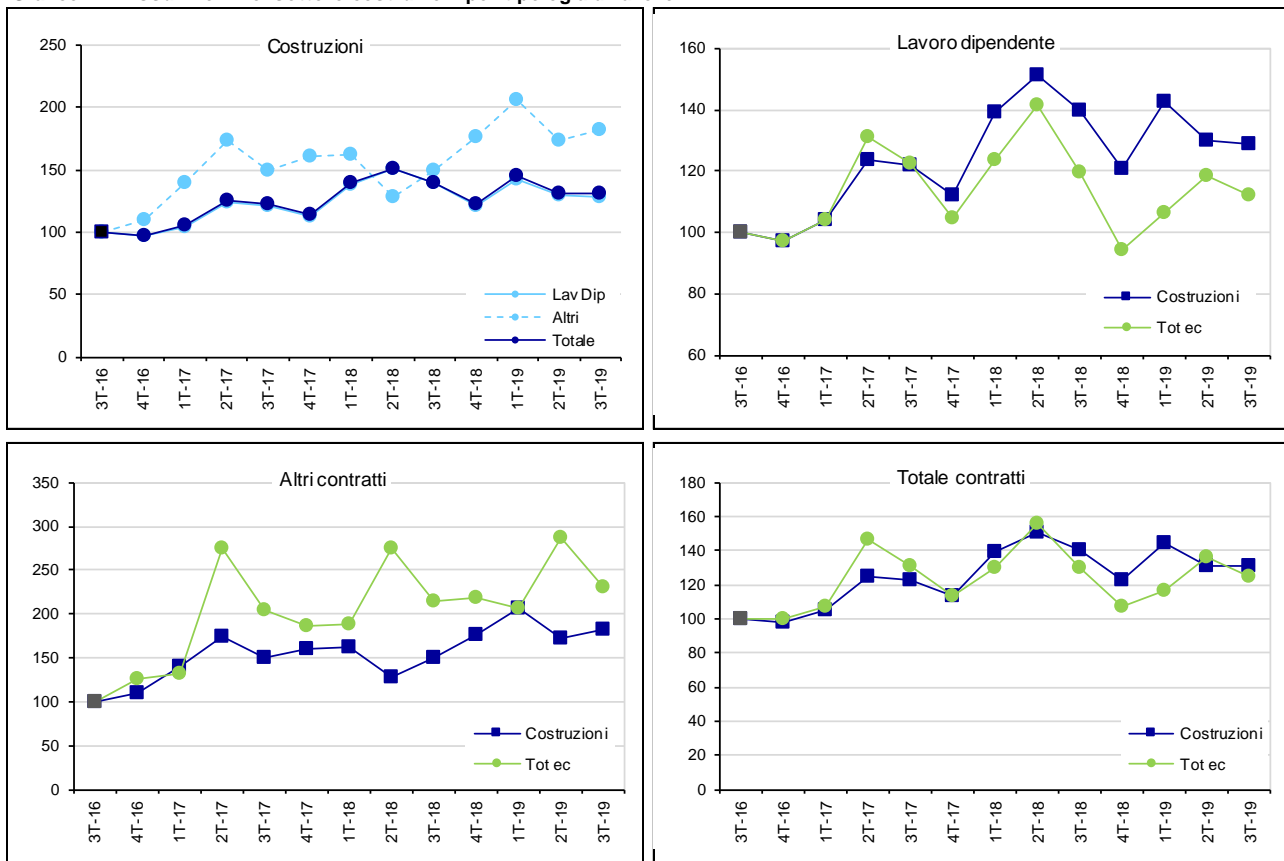 Costruzioni
250
200
150
100
50
0
Lav Dip
Altri
Totale
3T-16
4T-16
1T-17
2T-17
3T-17
4T-17
1T-18
2T-18
3T-18
4T-18
1T-19
2T-19
3T-19
Lavoro dipendente
160
140
120
100
80
60
Costruzioni
Tot ec
3T-16
4T-16
1T-17
2T-17
3T-17
4T-17
1T-18
2T-18
3T-18
4T-18
1T-19
2T-19
3T-19
Altri contratti
350
300
250
200
150
100
50
0
Costruzioni
Tot ec
3T-16
4T-16
1T-17
2T-17
3T-17
4T-17
1T-18
2T-18
3T-18
4T-18
1T-19
2T-19
3T-19
Totale contratti
180
160
140
120
100
80
60
40
20
0
Costruzioni
Tot ec
3T-16
4T-16
1T-17
2T-17
3T-17
4T-17
1T-18
2T-18
3T-18
4T-18
1T-19
2T-19
3T-19